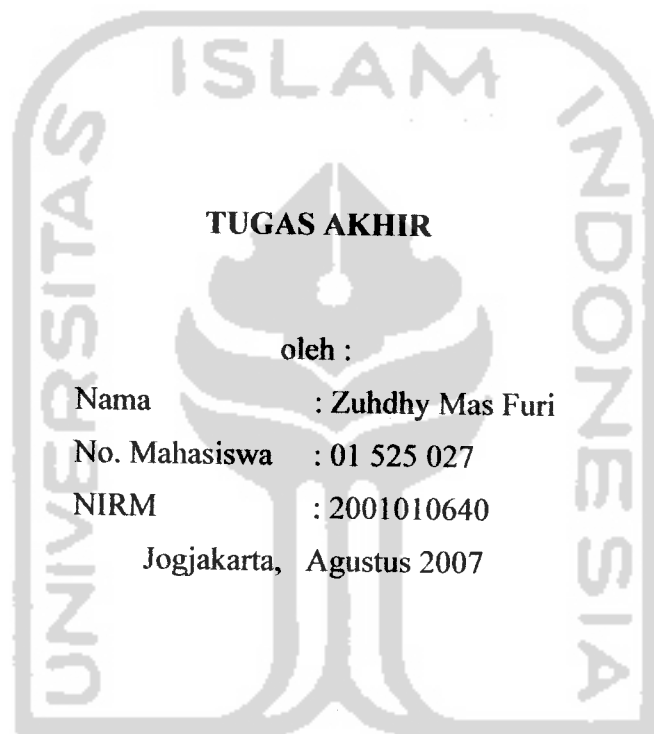 UNIVERSITAS ISLAM INDONESIA
TUGAS AKHIR
oleh :
Nama : Zuhdhy Mas Furi
No. Mahasiswa : 01 525 027
NIRM : 2001010640
Jogjakarta, Agustus 2007